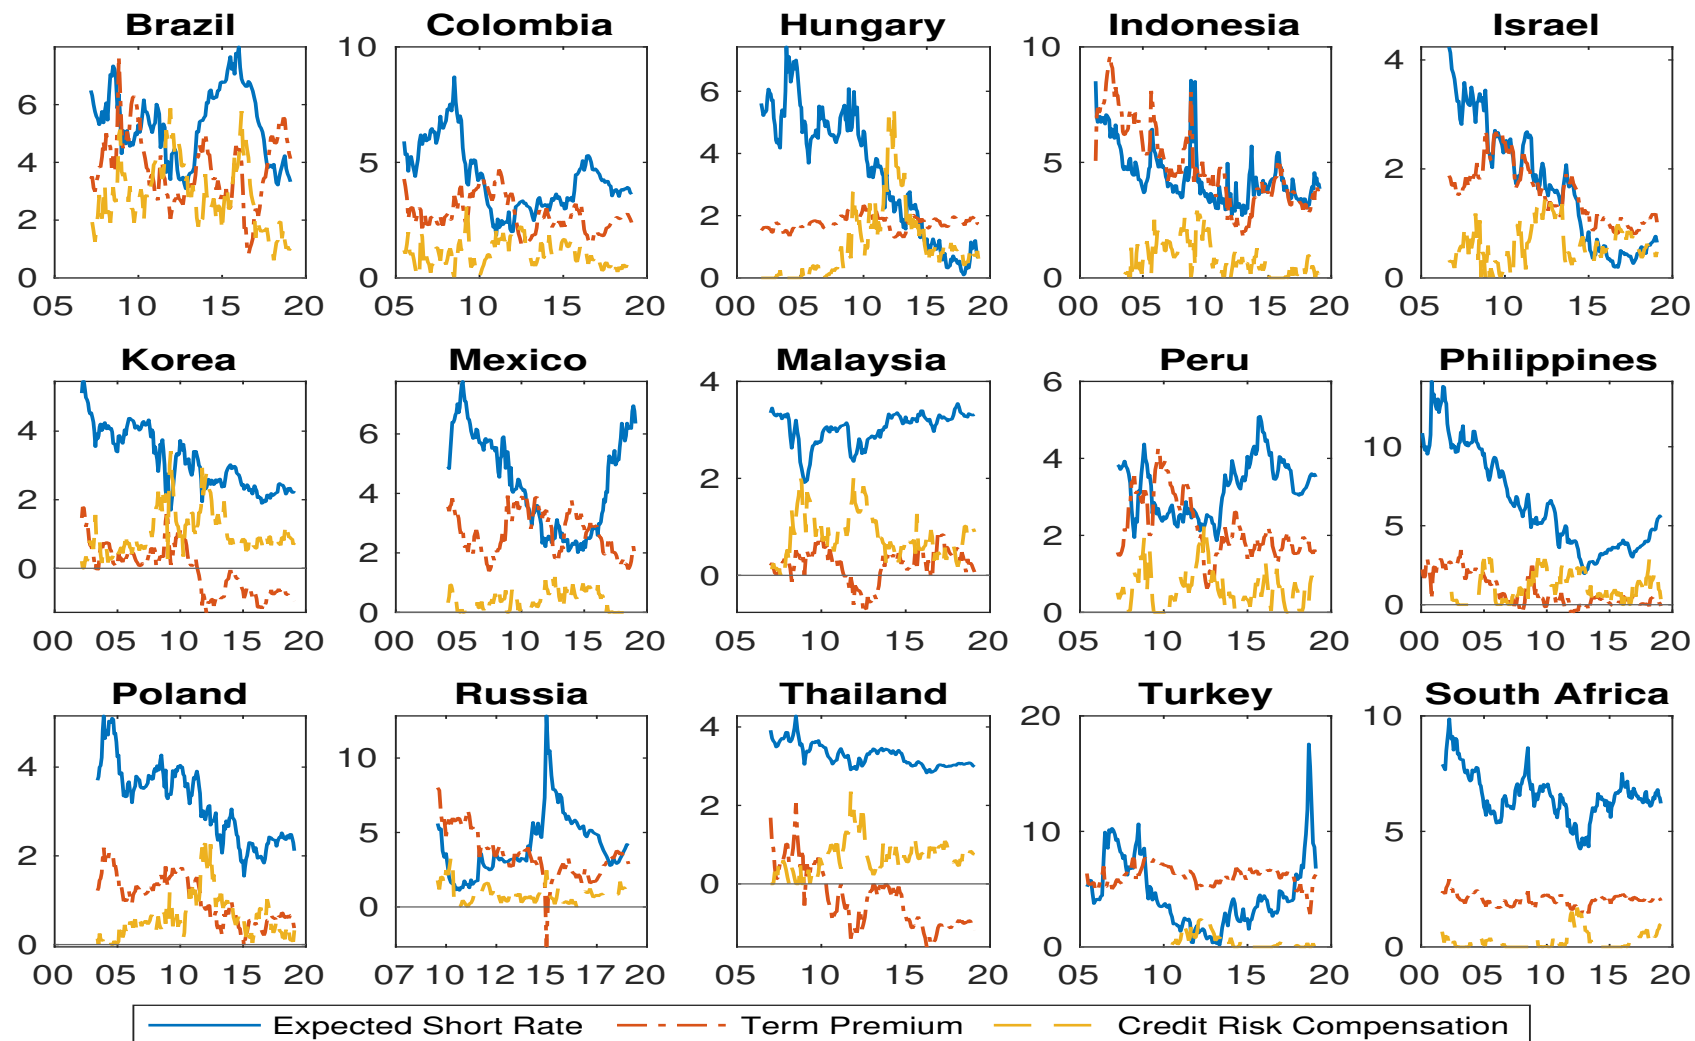 Brazil Colombia Hungary Indonesia Israel
6 4 2 0
05 10 15 20
10 5 0
05 10 15 20
6 4 2 0
00 05 10 15 20
10 5 0
00 05 10 15 20
4 2 0
05 10 15 20
Korea Mexico Malaysia Peru Philippines
4 2 0
00 05 10 15 20
6 4 2 0
00 05 10 15 20
4 2 0
05 10 15 20
6 4 2 0
05 10 15 20
10 5 0
00 05 10 15 20
Poland Russia Thailand Turkey South Africa
4 2 0
00 05 10 15 20
10 5 0
07 10 12 15 17 20
4 2 0
05 10 15 20
20 10 0
05 10 15 20
10 5 0
00 05 10 15 20
Expected Short Rate Term Premium Credit Risk Compensation